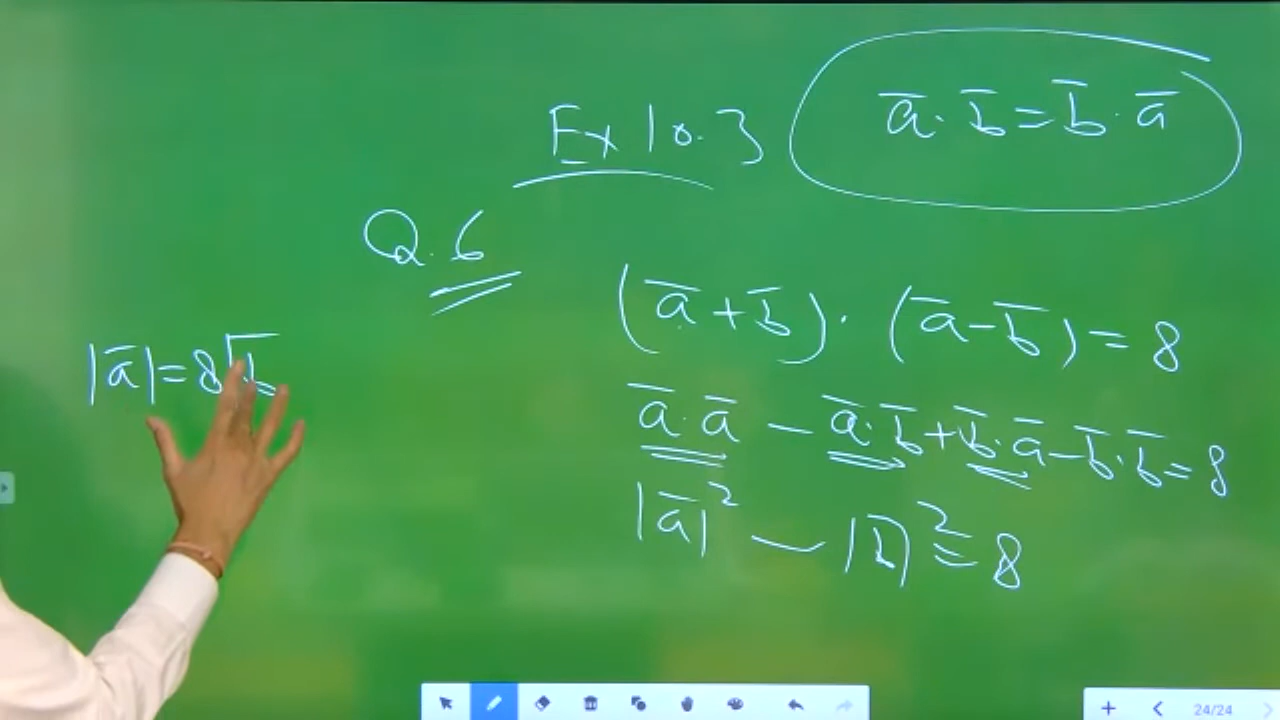 Ex 10.3
a̅ · b̅ = b̅ · a̅
Q. 6
(a̅ + b̅) · (a̅ − b̅) = 8
|a̅| = 8
a̅ · a̅ − a̅ · b̅ + b̅ · a̅ − b̅ · b̅ = 8
|a̅|² − |b̅|² = 8
24/24